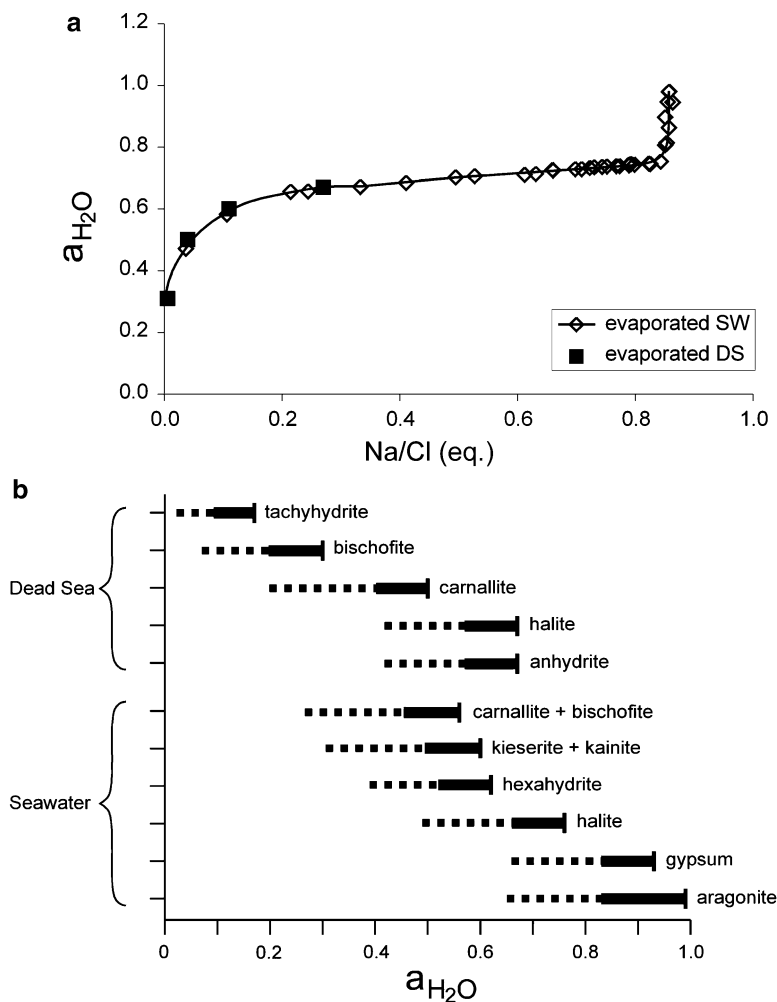 a
1.2
1.0
0.8
0.6
0.4
0.2
0.0
aH2O
evaporated SW
evaporated DS
0.0 0.2 0.4 0.6 0.8 1.0
Na/Cl (eq.)
b
Dead Sea
tachyhydrite
bischofite
carnallite
halite
anhydrite
Seawater
carnallite + bischofite
kieserite + kainite
hexahydrite
halite
gypsum
aragonite
0 0.2 0.4 0.6 0.8 1.0
aH2O